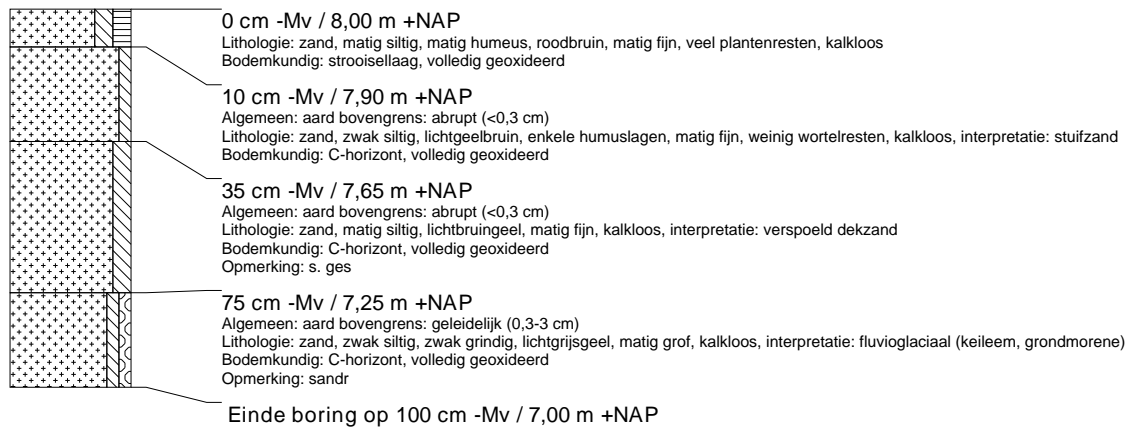 0 cm -Mv / 8,00 m +NAP
Lithologie: zand, matig siltig, matig humeus, roodbruin, matig fijn, veel plantenresten, kalkloos
Bodemkundig: strooisellaag, volledig geoxideerd
10 cm -Mv / 7,90 m +NAP
Algemeen: aard bovengrens: abrupt (<0,3 cm)
Lithologie: zand, zwak siltig, lichtgeelbruin, enkele humuslagen, matig fijn, weinig wortelresten, kalkloos, interpretatie: stuifzand
Bodemkundig: C-horizont, volledig geoxideerd
35 cm -Mv / 7,65 m +NAP
Algemeen: aard bovengrens: abrupt (<0,3 cm)
Lithologie: zand, matig siltig, lichtbruingeel, matig fijn, kalkloos, interpretatie: verspoeld dekzand
Bodemkundig: C-horizont, volledig geoxideerd
Opmerking: s. ges
75 cm -Mv / 7,25 m +NAP
Algemeen: aard bovengrens: geleidelijk (0,3-3 cm)
Lithologie: zand, zwak siltig, zwak grindig, lichtgrijsgeel, matig grof, kalkloos, interpretatie: fluvioglaciaal (keileem, grondmorene)
Bodemkundig: C-horizont, volledig geoxideerd
Opmerking: sandr
Einde boring op 100 cm -Mv / 7,00 m +NAP